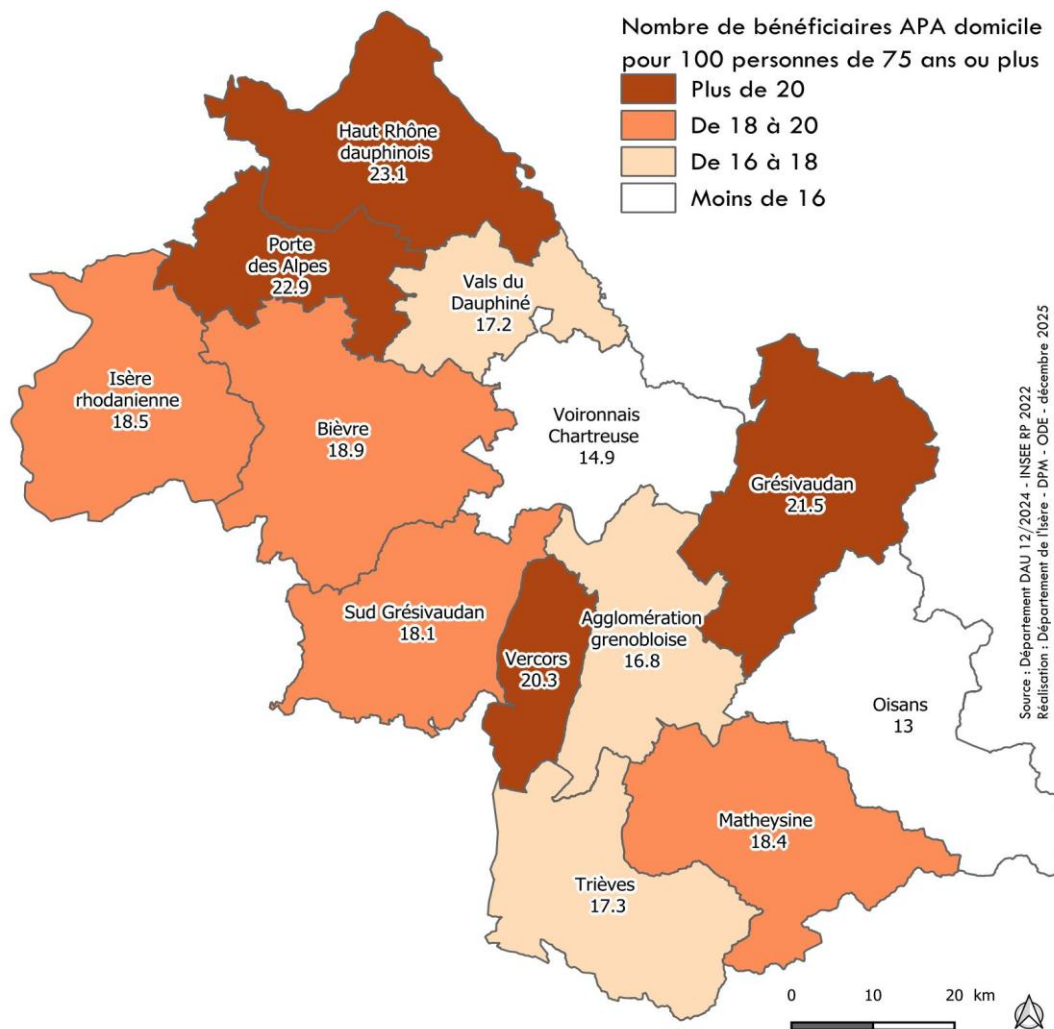 Nombre de bénéficiaires APA domicile
pour 100 personnes de 75 ans ou plus
Plus de 20
De 18 à 20
De 16 à 18
Moins de 16
Haut Rhône
dauphinois
23.1
Porte
des Alpes
22.9
Vals du
Dauphiné
17.2
Isère
rhodanienne
18.5
Bièvre
18.9
Voironnais
Chartreuse
14.9
Grésivaudan
21.5
Sud Grésivaudan
18.1
Vercors
20.3
Agglomération
grenobloise
16.8
Oisans
13
Matheysine
18.4
Trièves
17.3
Source : Département DAU 12/2024 - INSEE RP 2022
Réalisation : Département de l'Isère - DPM - ODE - décembre 2025
0 10 20 km